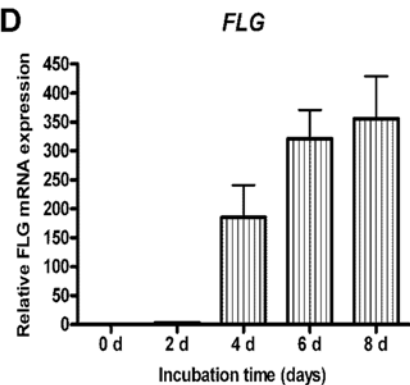 D
FLG
Relative FLG mRNA expression
450
400
350
300
250
200
150
100
50
0
0 d 2 d 4 d 6 d 8 d
Incubation time (days)